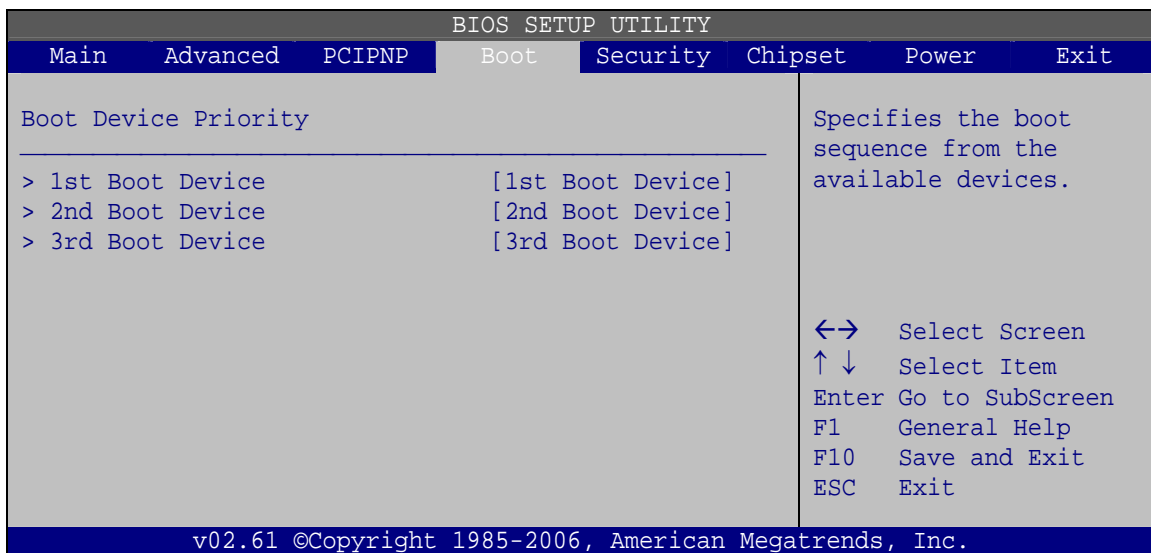 BIOS SETUP UTILITY
Main Advanced PCIPNP Boot Security Chipset Power Exit
Boot Device Priority
> 1st Boot Device [1st Boot Device]
> 2nd Boot Device [2nd Boot Device]
> 3rd Boot Device [3rd Boot Device]
Specifies the boot
sequence from the
available devices.
←→ Select Screen
↑ ↓ Select Item
Enter Go to SubScreen
F1 General Help
F10 Save and Exit
ESC Exit
v02.61 ©Copyright 1985-2006, American Megatrends, Inc.